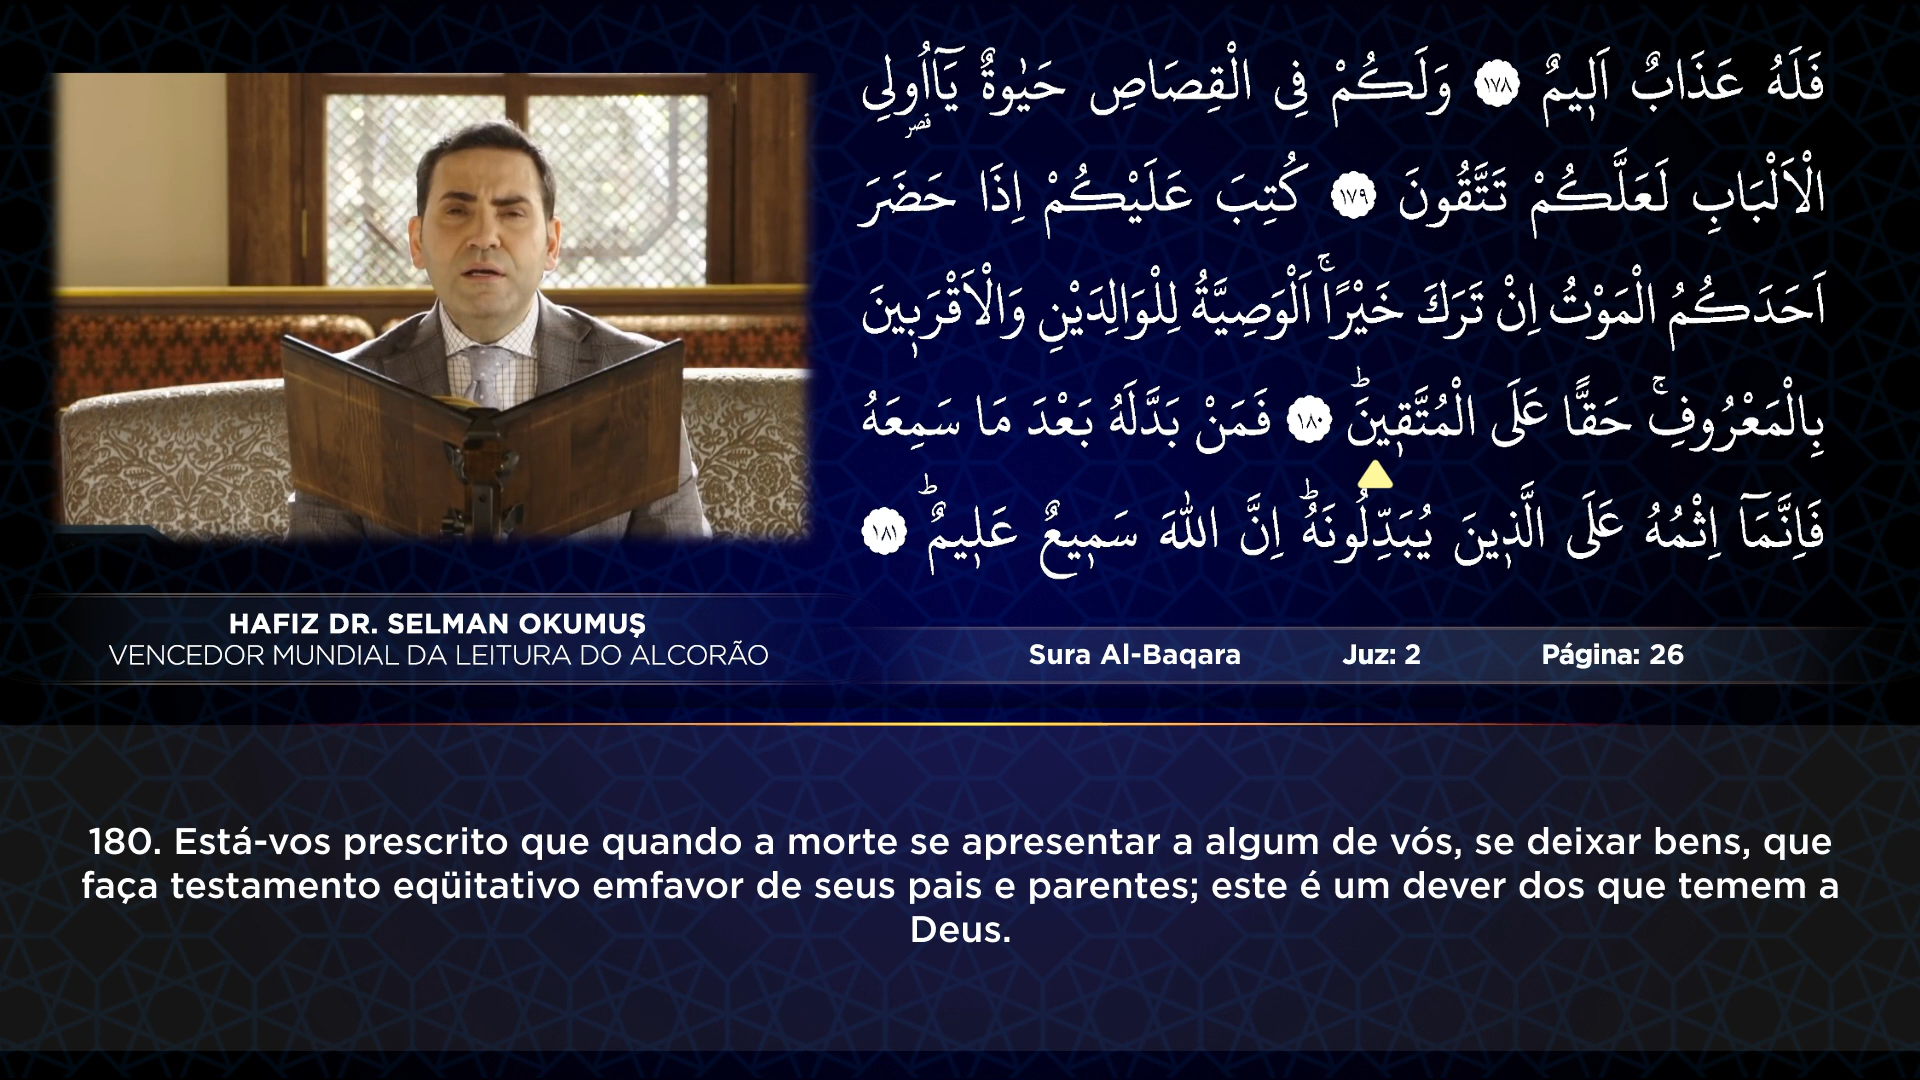 فَلَهُ عَذَابٌ اَل۪يمٌ ﴿١٧٨﴾ وَلَكُمْ فِي الْقِصَاصِ حَيٰوةٌ يَٓا اُو۬لِي
قصر
الْاَلْبَابِ لَعَلَّكُمْ تَتَّقُونَ ﴿١٧٩﴾ كُتِبَ عَلَيْكُمْ اِذَا حَضَرَ
اَحَدَكُمُ الْمَوْتُ اِنْ تَرَكَ خَيْرًاۚ اَلْوَصِيَّةُ لِلْوَالِدَيْنِ وَالْاَقْرَب۪ينَ
بِالْمَعْرُوفِۚ حَقًّا عَلَى الْمُتَّق۪ينَۜ ﴿١٨٠﴾ فَمَنْ بَدَّلَهُ بَعْدَ مَا سَمِعَهُ
فَاِنَّمَٓا اِثْمُهُ عَلَى الَّذ۪ينَ يُبَدِّلُونَهُۜ اِنَّ اللّٰهَ سَم۪يعٌ عَل۪يمٌۜ ﴿١٨١﴾
HAFIZ DR. SELMAN OKUMUŞ
VENCEDOR MUNDIAL DA LEITURA DO ALCORÃO
Sura Al-Baqara Juz: 2 Página: 26
180. Está-vos prescrito que quando a morte se apresentar a algum de vós, se deixar bens, que
faça testamento eqüitativo emfavor de seus pais e parentes; este é um dever dos que temem a
Deus.